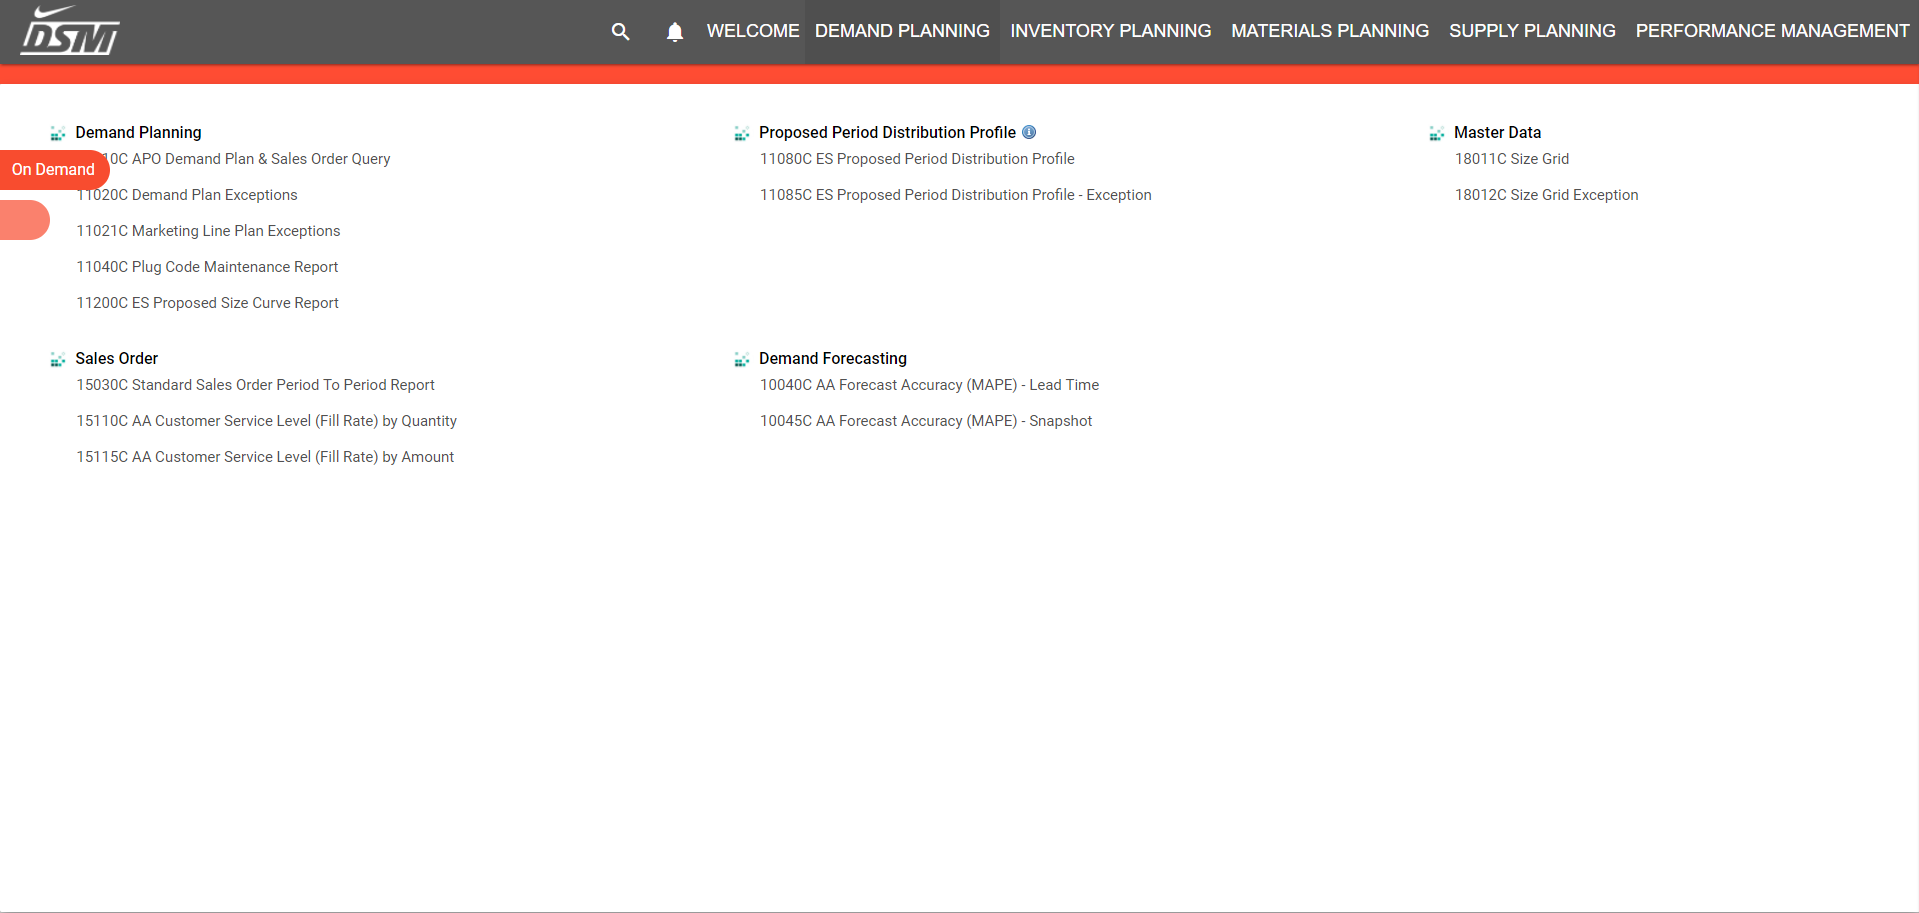 DSM
WELCOME DEMAND PLANNING INVENTORY PLANNING MATERIALS PLANNING SUPPLY PLANNING PERFORMANCE MANAGEMENT
Demand Planning
10C APO Demand Plan & Sales Order Query
On Demand
11020C Demand Plan Exceptions
11021C Marketing Line Plan Exceptions
11040C Plug Code Maintenance Report
11200C ES Proposed Size Curve Report
Proposed Period Distribution Profile
11080C ES Proposed Period Distribution Profile
11085C ES Proposed Period Distribution Profile - Exception
Master Data
18011C Size Grid
18012C Size Grid Exception
Sales Order
15030C Standard Sales Order Period To Period Report
15110C AA Customer Service Level (Fill Rate) by Quantity
15115C AA Customer Service Level (Fill Rate) by Amount
Demand Forecasting
10040C AA Forecast Accuracy (MAPE) - Lead Time
10045C AA Forecast Accuracy (MAPE) - Snapshot